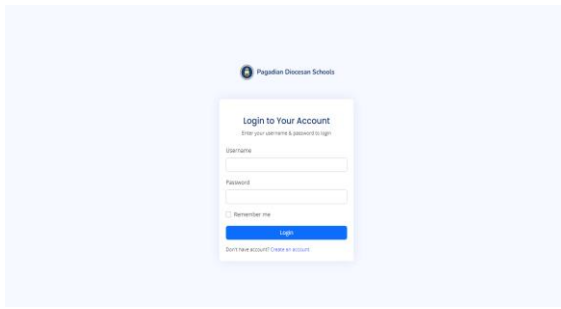 Pagadian Diocesan Schools
Login to Your Account
Enter your username & password to login
Username
Password
Remember me
Login
Don't have account? Create an account